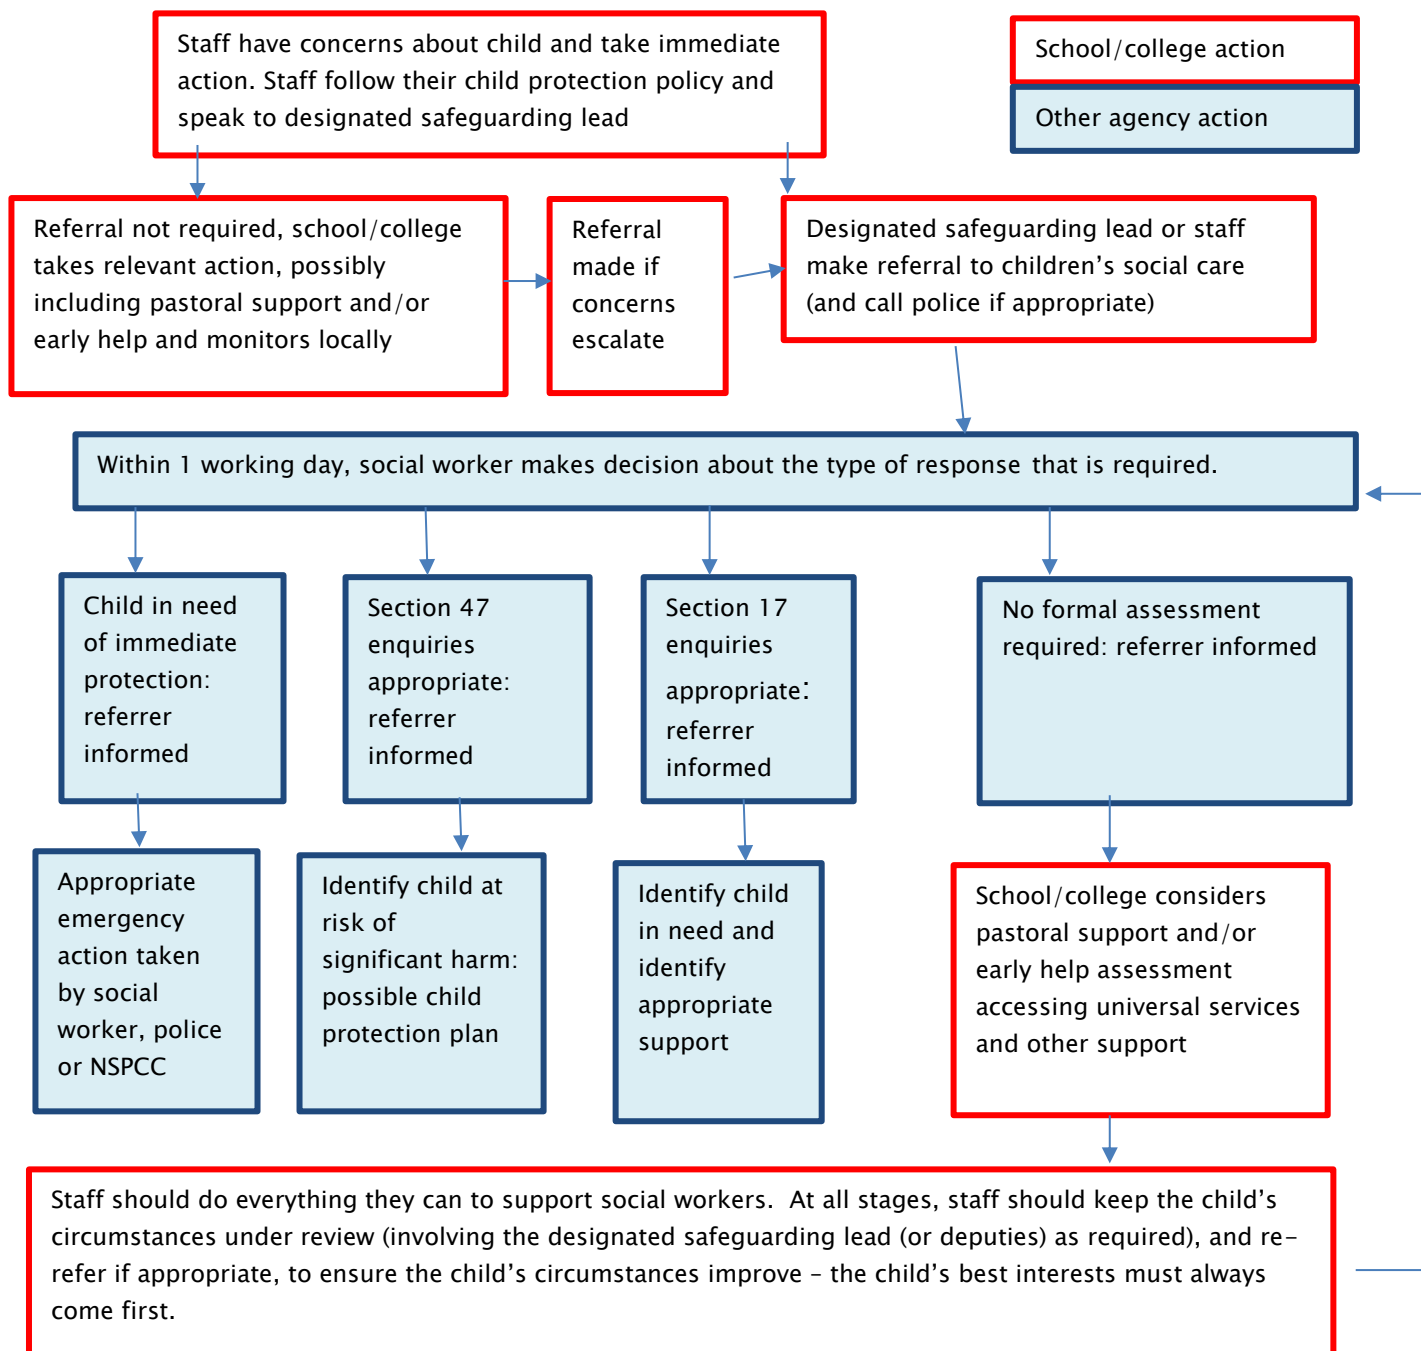 Staff have concerns about child and take immediate
action. Staff follow their child protection policy and
speak to designated safeguarding lead
School/college action
Other agency action
Referral not required, school/college
takes relevant action, possibly
including pastoral support and/or
early help and monitors locally
Referral
made if
concerns
escalate
Designated safeguarding lead or staff
make referral to children’s social care
(and call police if appropriate)
Within 1 working day, social worker makes decision about the type of response that is required.
Child in need
of immediate
protection:
referrer
informed
Section 47
enquiries
appropriate:
referrer
informed
Section 17
enquiries
appropriate:
referrer
informed
No formal assessment
required: referrer informed
Appropriate
emergency
action taken
by social
worker, police
or NSPCC
Identify child at
risk of
significant harm:
possible child
protection plan
Identify child
in need and
identify
appropriate
support
School/college considers
pastoral support and/or
early help assessment
accessing universal services
and other support
Staff should do everything they can to support social workers.  At all stages, staff should keep the child’s
circumstances under review (involving the designated safeguarding lead (or deputies) as required), and re-
refer if appropriate, to ensure the child’s circumstances improve – the child’s best interests must always
come first.